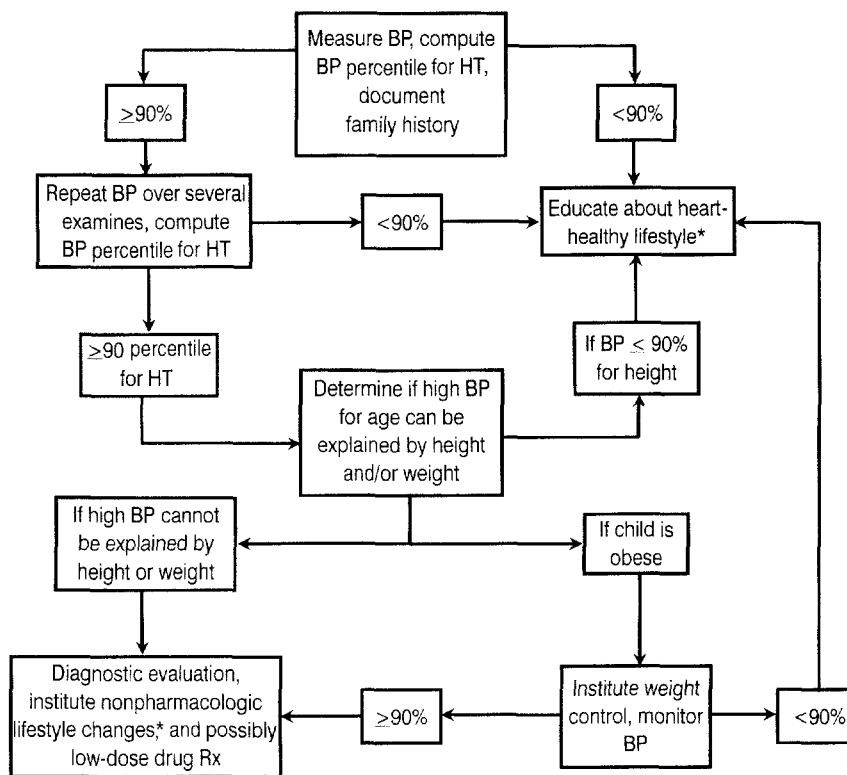 Measure BP, compute
BP percentile for HT,
document
family history
≥90%
<90%
Repeat BP over several
examines, compute
BP percentile for HT
<90%
Educate about heart-
healthy lifestyle*
≥90 percentile
for HT
If BP ≤ 90%
for height
Determine if high BP
for age can be
explained by height
and/or weight
If high BP cannot
be explained by
height or weight
If child is
obese
Diagnostic evaluation,
institute nonpharmacologic
lifestyle changes,* and possibly
low-dose drug Rx
≥90%
Institute weight
control, monitor
BP
<90%